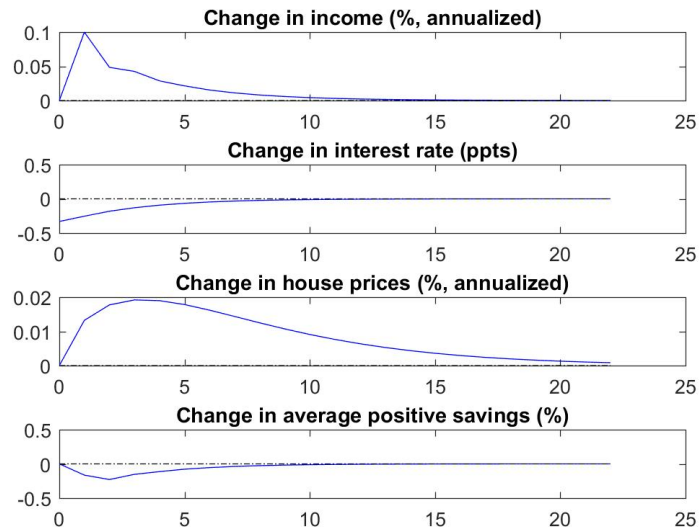 Change in income (%, annualized)
0.1
0.05
0
0 5 10 15 20 25
Change in interest rate (ppts)
0.5
0
-0.5
0 5 10 15 20 25
Change in house prices (%, annualized)
0.02
0.01
0
0 5 10 15 20 25
Change in average positive savings (%)
0.5
0
-0.5
0 5 10 15 20 25